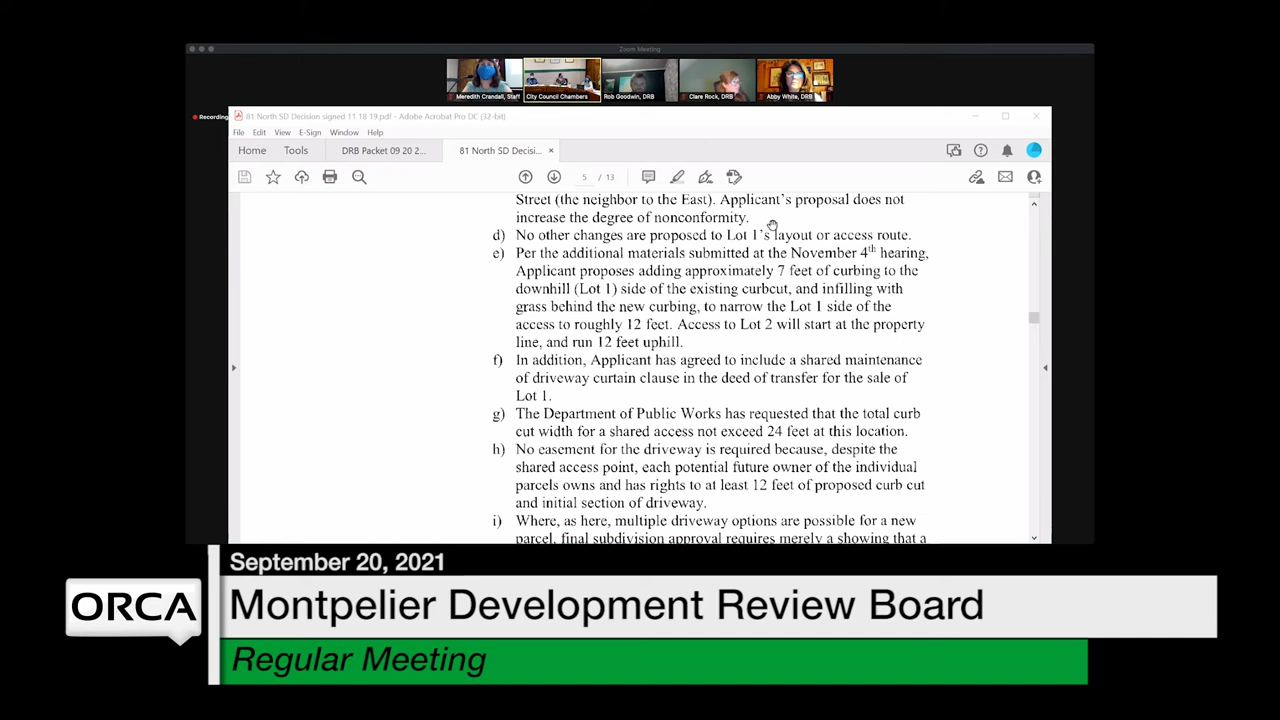 Zoom Meeting
Meredith Crandall, Staff
City Council Chambers
Rob Goodwin, DRB
Clare Rock, DRB
Abby White, DRB
Recording
81 North SD Decision signed 11 18 19.pdf - Adobe Acrobat Pro DC (32-bit)
File Edit View E-Sign Window Help
Home Tools DRB Packet 09 20 2... 81 North SD Decisi... ×
5 / 13
Street (the neighbor to the East). Applicant's proposal does not
increase the degree of nonconformity.
d) No other changes are proposed to Lot 1's layout or access route.
e) Per the additional materials submitted at the November 4th hearing,
Applicant proposes adding approximately 7 feet of curbing to the
downhill (Lot 1) side of the existing curbcut, and infilling with
grass behind the new curbing, to narrow the Lot 1 side of the
access to roughly 12 feet. Access to Lot 2 will start at the property
line, and run 12 feet uphill.
f) In addition, Applicant has agreed to include a shared maintenance
of driveway curtain clause in the deed of transfer for the sale of
Lot 1.
g) The Department of Public Works has requested that the total curb
cut width for a shared access not exceed 24 feet at this location.
h) No easement for the driveway is required because, despite the
shared access point, each potential future owner of the individual
parcels owns and has rights to at least 12 feet of proposed curb cut
and initial section of driveway.
i) Where, as here, multiple driveway options are possible for a new
parcel, final subdivision approval requires merely a showing that a
September 20, 2021
ORCA
Montpelier Development Review Board
Regular Meeting